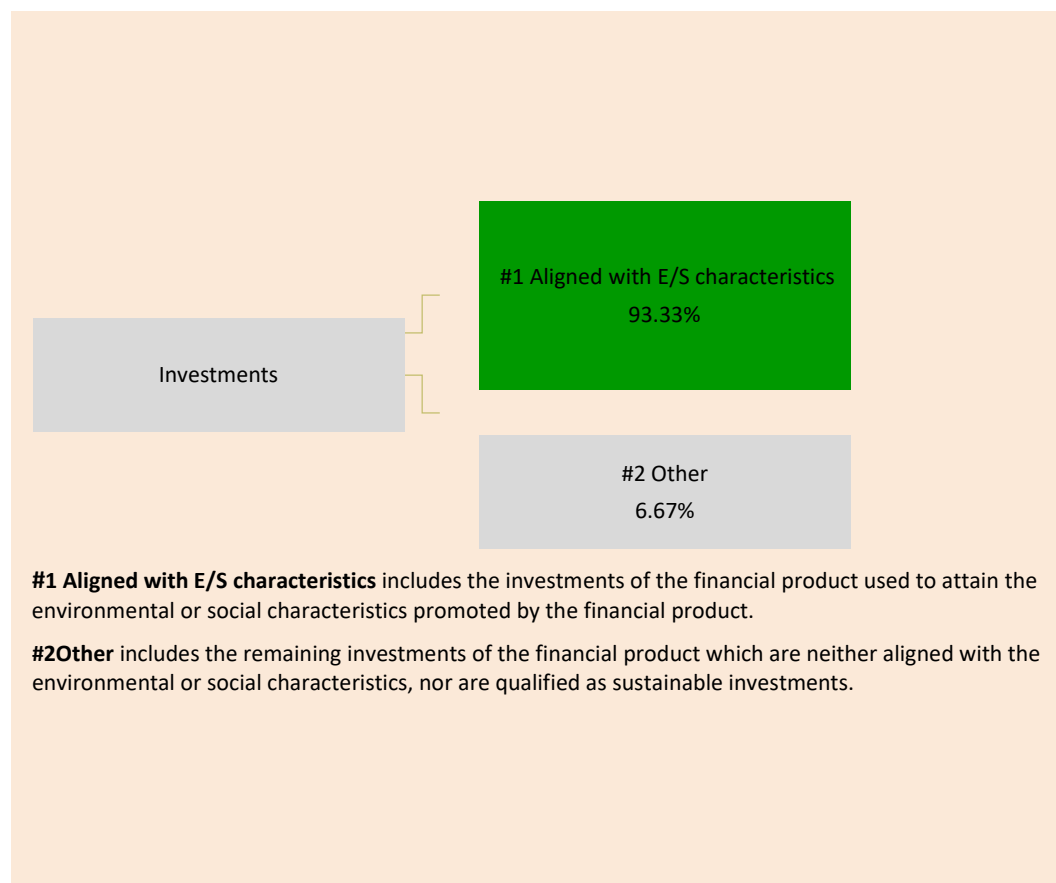 #1 Aligned with E/S characteristics
93.33%
Investments
#2 Other
6.67%
#1 Aligned with E/S characteristics includes the investments of the financial product used to attain the
environmental or social characteristics promoted by the financial product.
#2Other includes the remaining investments of the financial product which are neither aligned with the
environmental or social characteristics, nor are qualified as sustainable investments.